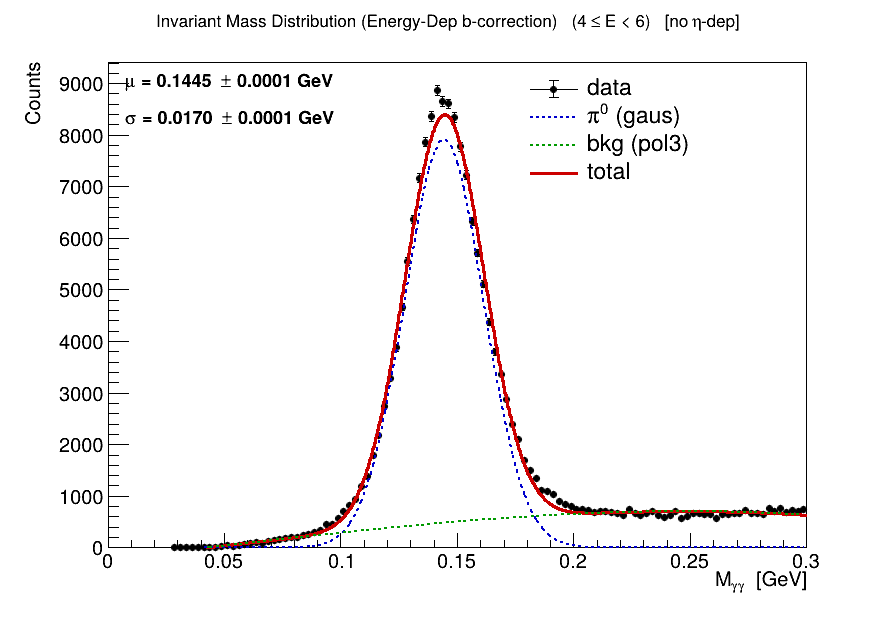 Invariant Mass Distribution (Energy-Dep b-correction) (4 ≤ E < 6) [no η-dep]
Counts
9000
8000
7000
6000
5000
4000
3000
2000
1000
0
μ = 0.1445 ± 0.0001 GeV
σ = 0.0170 ± 0.0001 GeV
data
π⁰ (gaus)
bkg (pol3)
total
0 0.05 0.1 0.15 0.2 0.25 0.3
Mγγ [GeV]